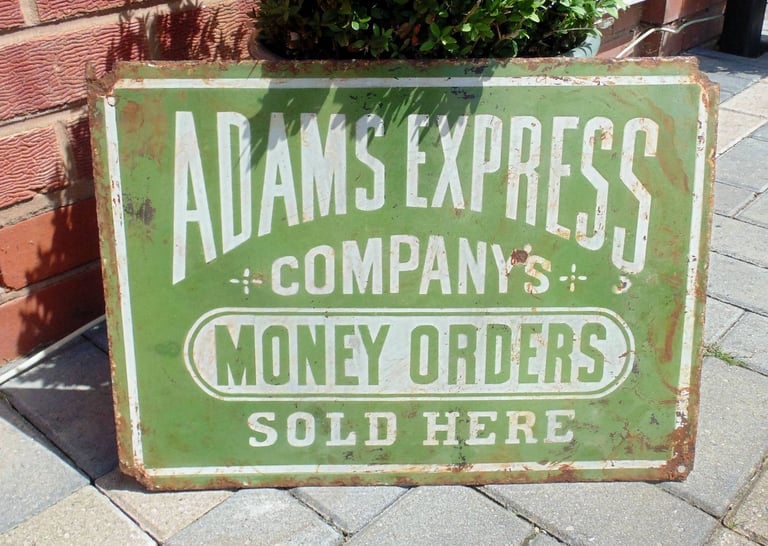 ADAMS EXPRESS
COMPANY'S
MONEY ORDERS
SOLD HERE